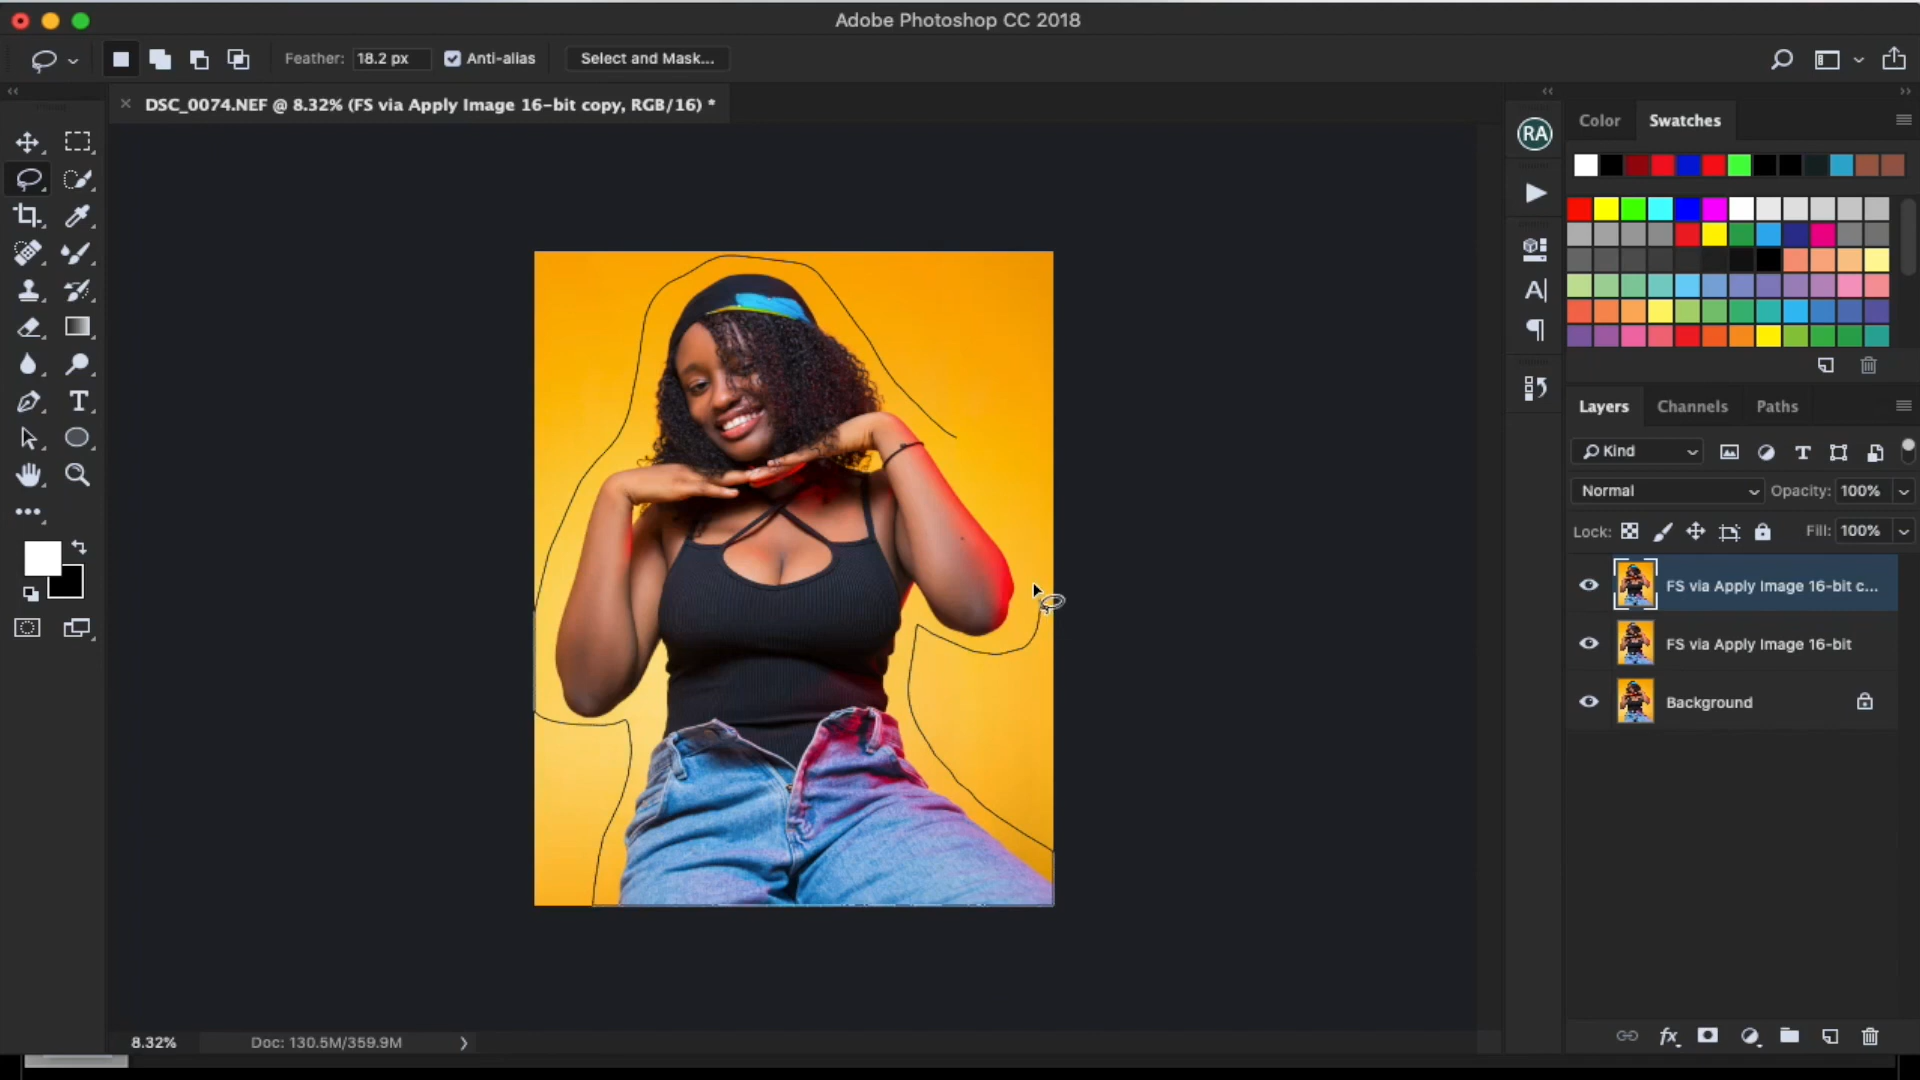 Adobe Photoshop CC 2018
Feather: 18.2 px Anti-alias Select and Mask...
DSC_0074.NEF @ 8.32% (FS via Apply Image 16-bit copy, RGB/16) *
RA
Color Swatches
Layers Channels Paths
Kind
Normal Opacity: 100%
Lock: Fill: 100%
FS via Apply Image 16-bit c...
FS via Apply Image 16-bit
Background
fx
8.32% Doc: 130.5M/359.9M